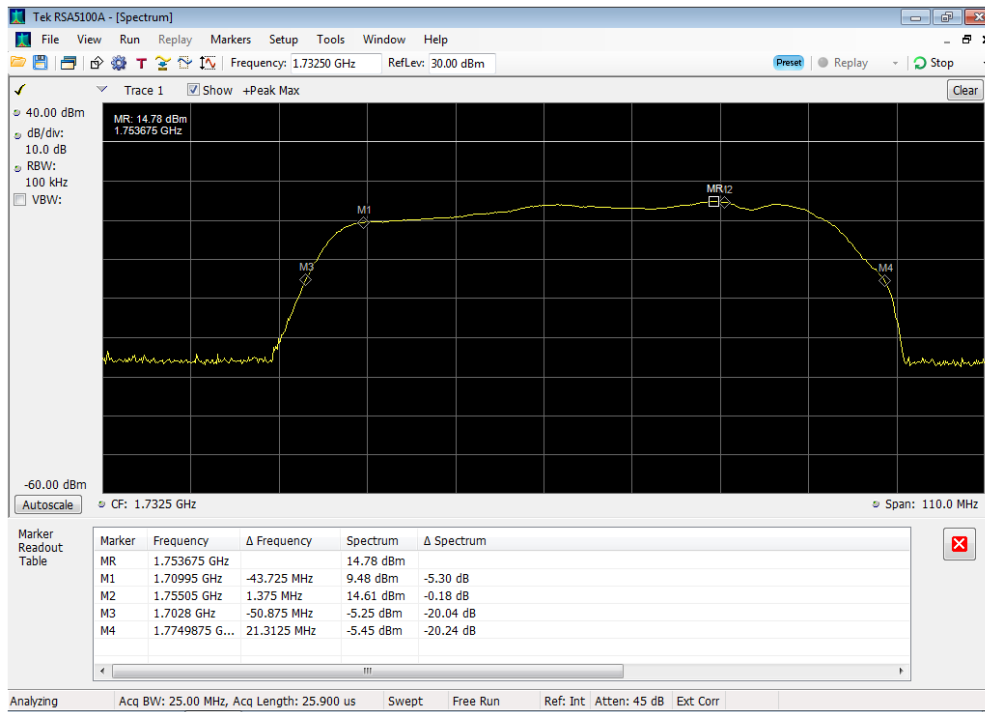 Tek RSA5100A - [Spectrum]
File View Run Replay Markers Setup Tools Window Help
T Frequency: 1.73250 GHz RefLev: 30.00 dBm Preset Replay Stop
Trace 1 Show +Peak Max Clear
40.00 dBm
dB/div:
10.0 dB
RBW:
100 kHz
VBW:
MR: 14.78 dBm
1.753675 GHz
M1
M3
M4
-60.00 dBm
Autoscale CF: 1.7325 GHz Span: 110.0 MHz
Marker Readout Table
Marker Frequency Δ Frequency Spectrum Δ Spectrum
MR 1.753675 GHz 14.78 dBm
M1 1.70995 GHz -43.725 MHz 9.48 dBm -5.30 dB
M2 1.75505 GHz 1.375 MHz 14.61 dBm -0.18 dB
M3 1.7028 GHz -50.875 MHz -5.25 dBm -20.04 dB
M4 1.7749875 G... 21.3125 MHz -5.45 dBm -20.24 dB
Analyzing Acq BW: 25.00 MHz, Acq Length: 25.900 us Swept Free Run Ref: Int Atten: 45 dB Ext Corr